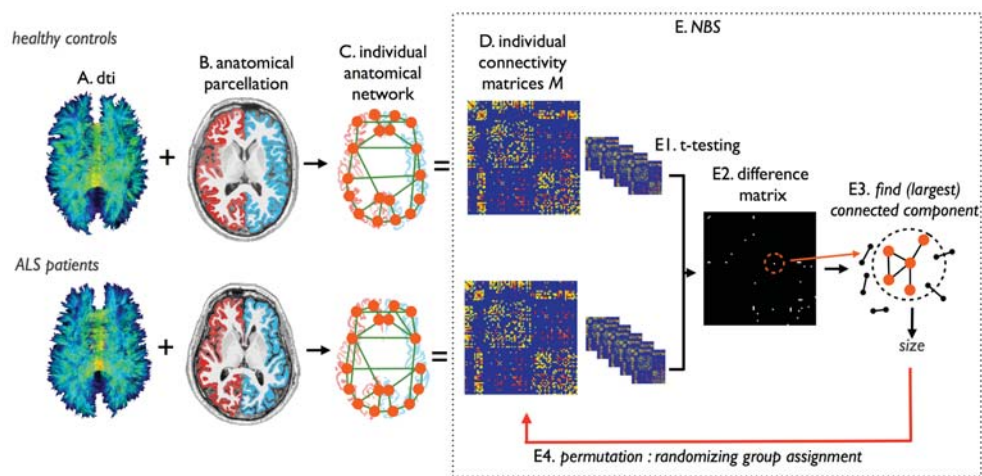 healthy controls
A. dti
B. anatomical
parcellation
C. individual
anatomical
network
D. individual
connectivity
matrices M
E. NBS
E1. t-testing
E2. difference
matrix
E3. find (largest)
connected component
size
ALS patients
E4. permutation : randomizing group assignment